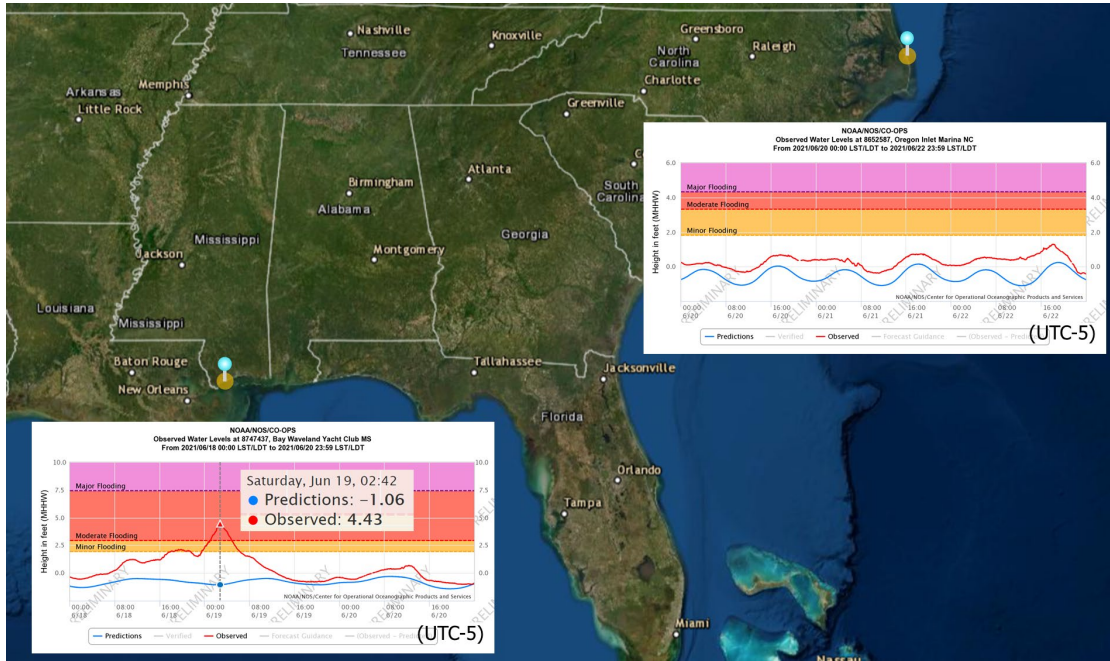 Nashville
Knoxville
Greensboro
Tennessee
North
Carolina
Raleigh
Memphis
Charlotte
Arkansas
Little Rock
Greenville
NOAA/NOS/CO-OPS
Observed Water Levels at 8652587, Oregon Inlet Marina NC
From 2021/06/20 00:00 LST/LDT to 2021/06/22 23:59 LST/LDT
6.0 6.0
Major Flooding
4.0 4.0
Moderate Flooding
Minor Flooding
2.0 2.0
0.0 0.0
Height in feet (MHHW)
NOAA/NOS/Center for Operational Oceanographic Products and Services
00:00 08:00 16:00 00:00 08:00 16:00 00:00 08:00 16:00
6/20 6/20 6/20 6/21 6/21 6/21 6/22 6/22 6/22
Predictions Verified Observed Forecast Guidance
(UTC-5)
Atlanta
Birmingham
South
Carolina
Alabama
Georgia
Mississippi
Jackson
Montgomery
Louisiana
Mississippi
Baton Rouge
Tallahassee
Jacksonville
New Orleans
Florida
NOAA/NOS/CO-OPS
Observed Water Levels at 8747437, Bay Waveland Yacht Club MS
From 2021/06/18 00:00 LST/LDT to 2021/06/20 23:59 LST/LDT
10.0 10.0
Major Flooding
7.5 7.5
5.0 5.0
Moderate Flooding
Minor Flooding
2.5 2.5
0.0 0.0
Height in feet (MHHW)
Saturday, Jun 19, 02:42
Predictions: −1.06
Observed: 4.43
PRELIMINARY
NOAA/NOS/Center for Operational Oceanographic Products and Services
00:00 08:00 16:00 00:00 08:00 16:00 00:00 08:00 16:00
6/18 6/18 6/18 6/19 6/19 6/19 6/20 6/20 6/20
Predictions Verified Observed Forecast Guidance
(UTC-5)
Orlando
Tampa
Miami
Nassau